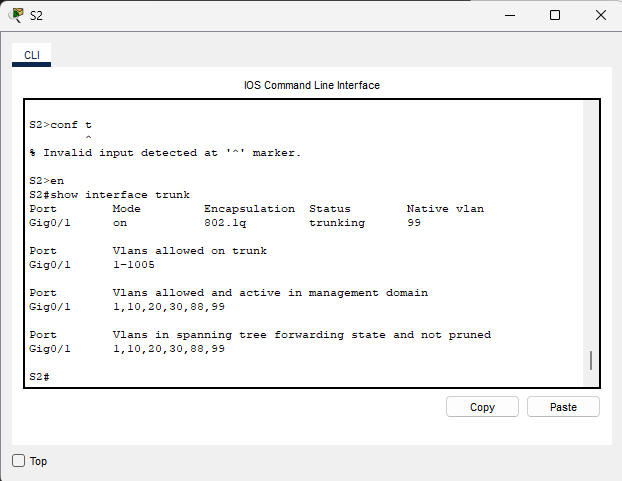 S2
CLI
IOS Command Line Interface
S2>conf t
^
% Invalid input detected at '^' marker.
S2>en
S2#show interface trunk
Port        Mode         Encapsulation  Status        Native vlan
Gig0/1      on           802.1q         trunking      99
Port        Vlans allowed on trunk
Gig0/1      1-1005
Port        Vlans allowed and active in management domain
Gig0/1      1,10,20,30,88,99
Port        Vlans in spanning tree forwarding state and not pruned
Gig0/1      1,10,20,30,88,99
S2#
Copy Paste
Top